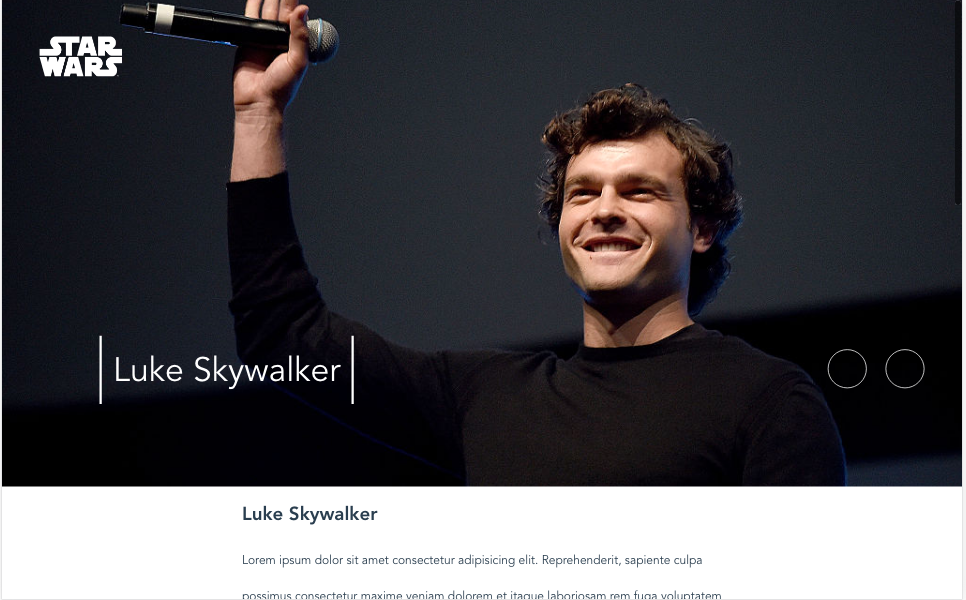 STAR
WARS
Luke Skywalker
Luke Skywalker
Lorem ipsum dolor sit amet consectetur adipisicing elit. Reprehenderit, sapiente culpa
possimus consectetur maxime veniam dolorem et itaque laboriosam rem fuga voluptatem